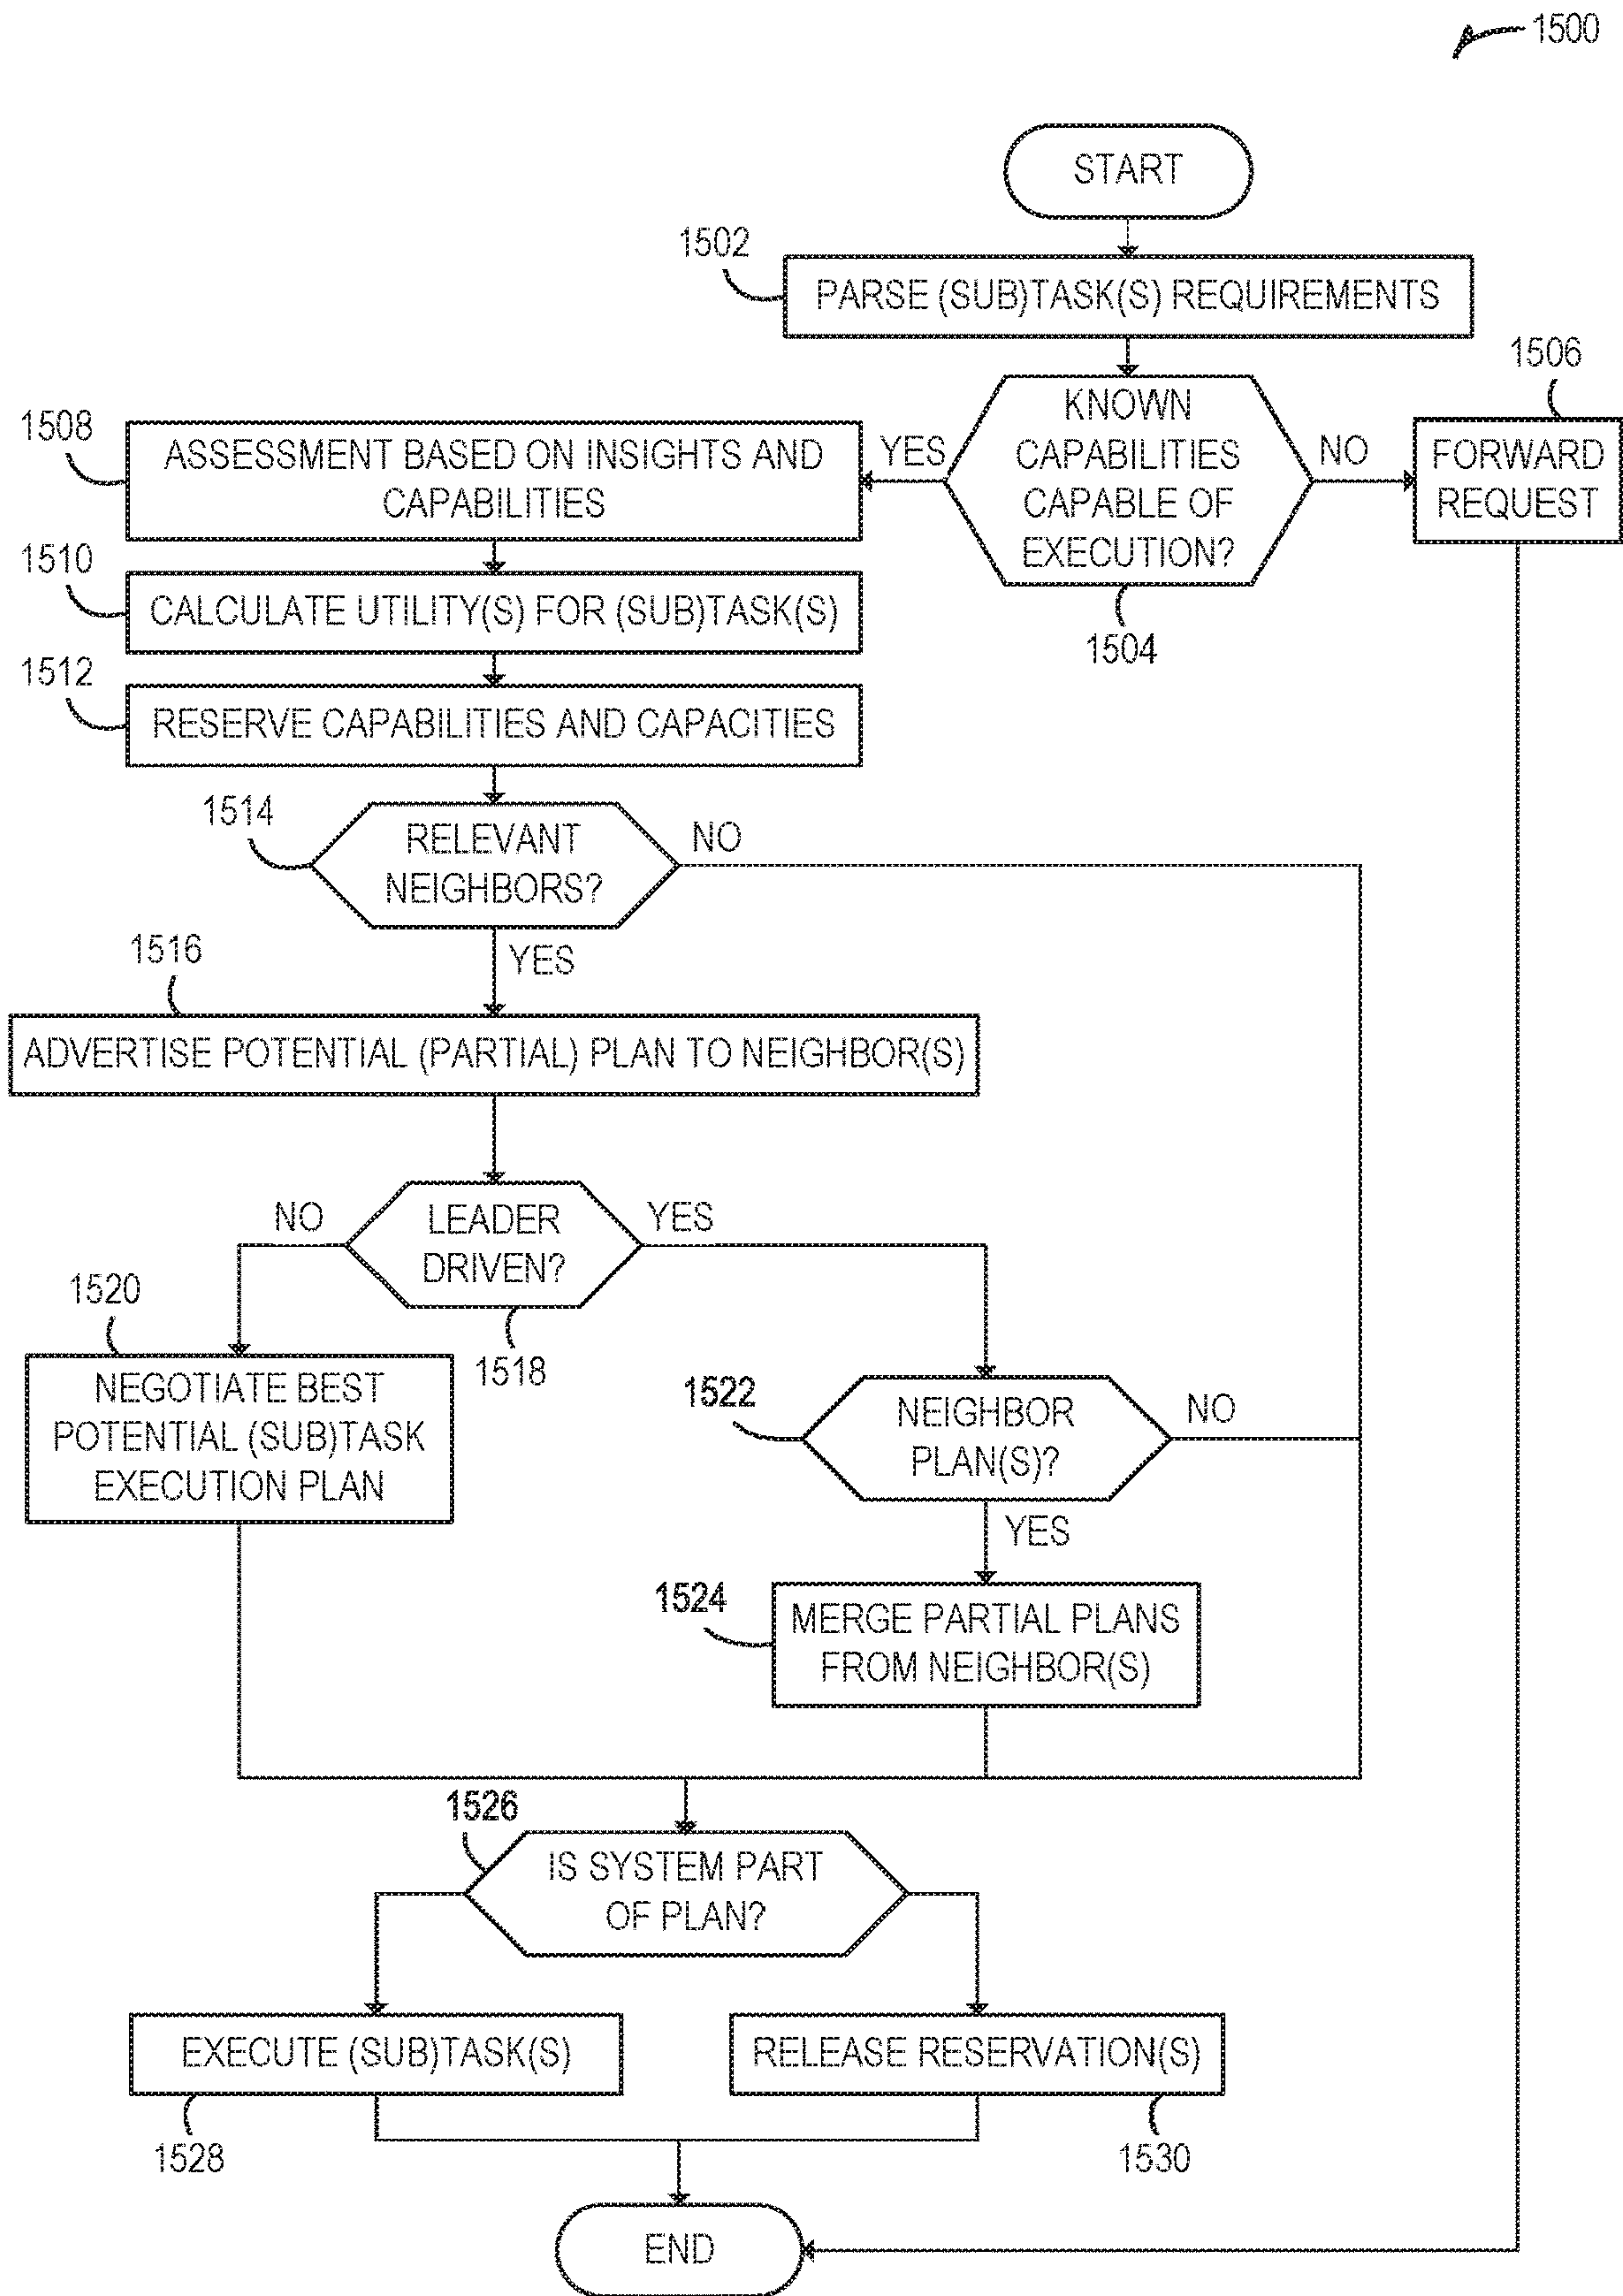 1500
START
1502
PARSE (SUB)TASK(S) REQUIREMENTS
1506
KNOWN
CAPABILITIES
CAPABLE OF
EXECUTION?
YES
NO
FORWARD
REQUEST
1504
1508
ASSESSMENT BASED ON INSIGHTS AND
CAPABILITIES
1510
CALCULATE UTILITY(S) FOR (SUB)TASK(S)
1512
RESERVE CAPABILITIES AND CAPACITIES
1514
RELEVANT
NEIGHBORS?
NO
YES
1516
ADVERTISE POTENTIAL (PARTIAL) PLAN TO NEIGHBOR(S)
NO
LEADER
DRIVEN?
YES
1518
1520
NEGOTIATE BEST
POTENTIAL (SUB)TASK
EXECUTION PLAN
1522
NEIGHBOR
PLAN(S)?
NO
YES
1524
MERGE PARTIAL PLANS
FROM NEIGHBOR(S)
1526
IS SYSTEM PART
OF PLAN?
EXECUTE (SUB)TASK(S)
1528
RELEASE RESERVATION(S)
1530
END